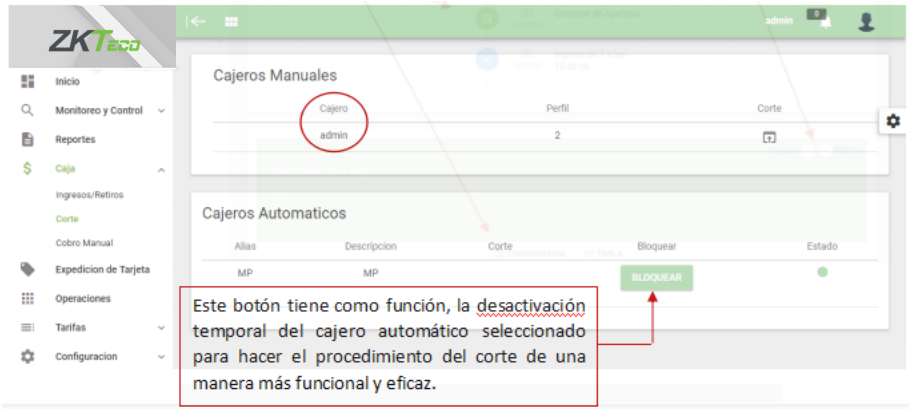 ZKTeco
admin
0
Inicio
Monitoreo y Control
Reportes
Caja
Ingresos/Retiros
Corte
Cobro Manual
Expedicion de Tarjeta
Operaciones
Tarifas
Configuracion
Cajeros Manuales
Cajero Perfil Corte
admin 2
Cajeros Automaticos
Alias Descripcion Corte Bloquear Estado
MP MP BLOQUEAR
Este botón tiene como función, la desactivación
temporal del cajero automático seleccionado
para hacer el procedimiento del corte de una
manera más funcional y eficaz.